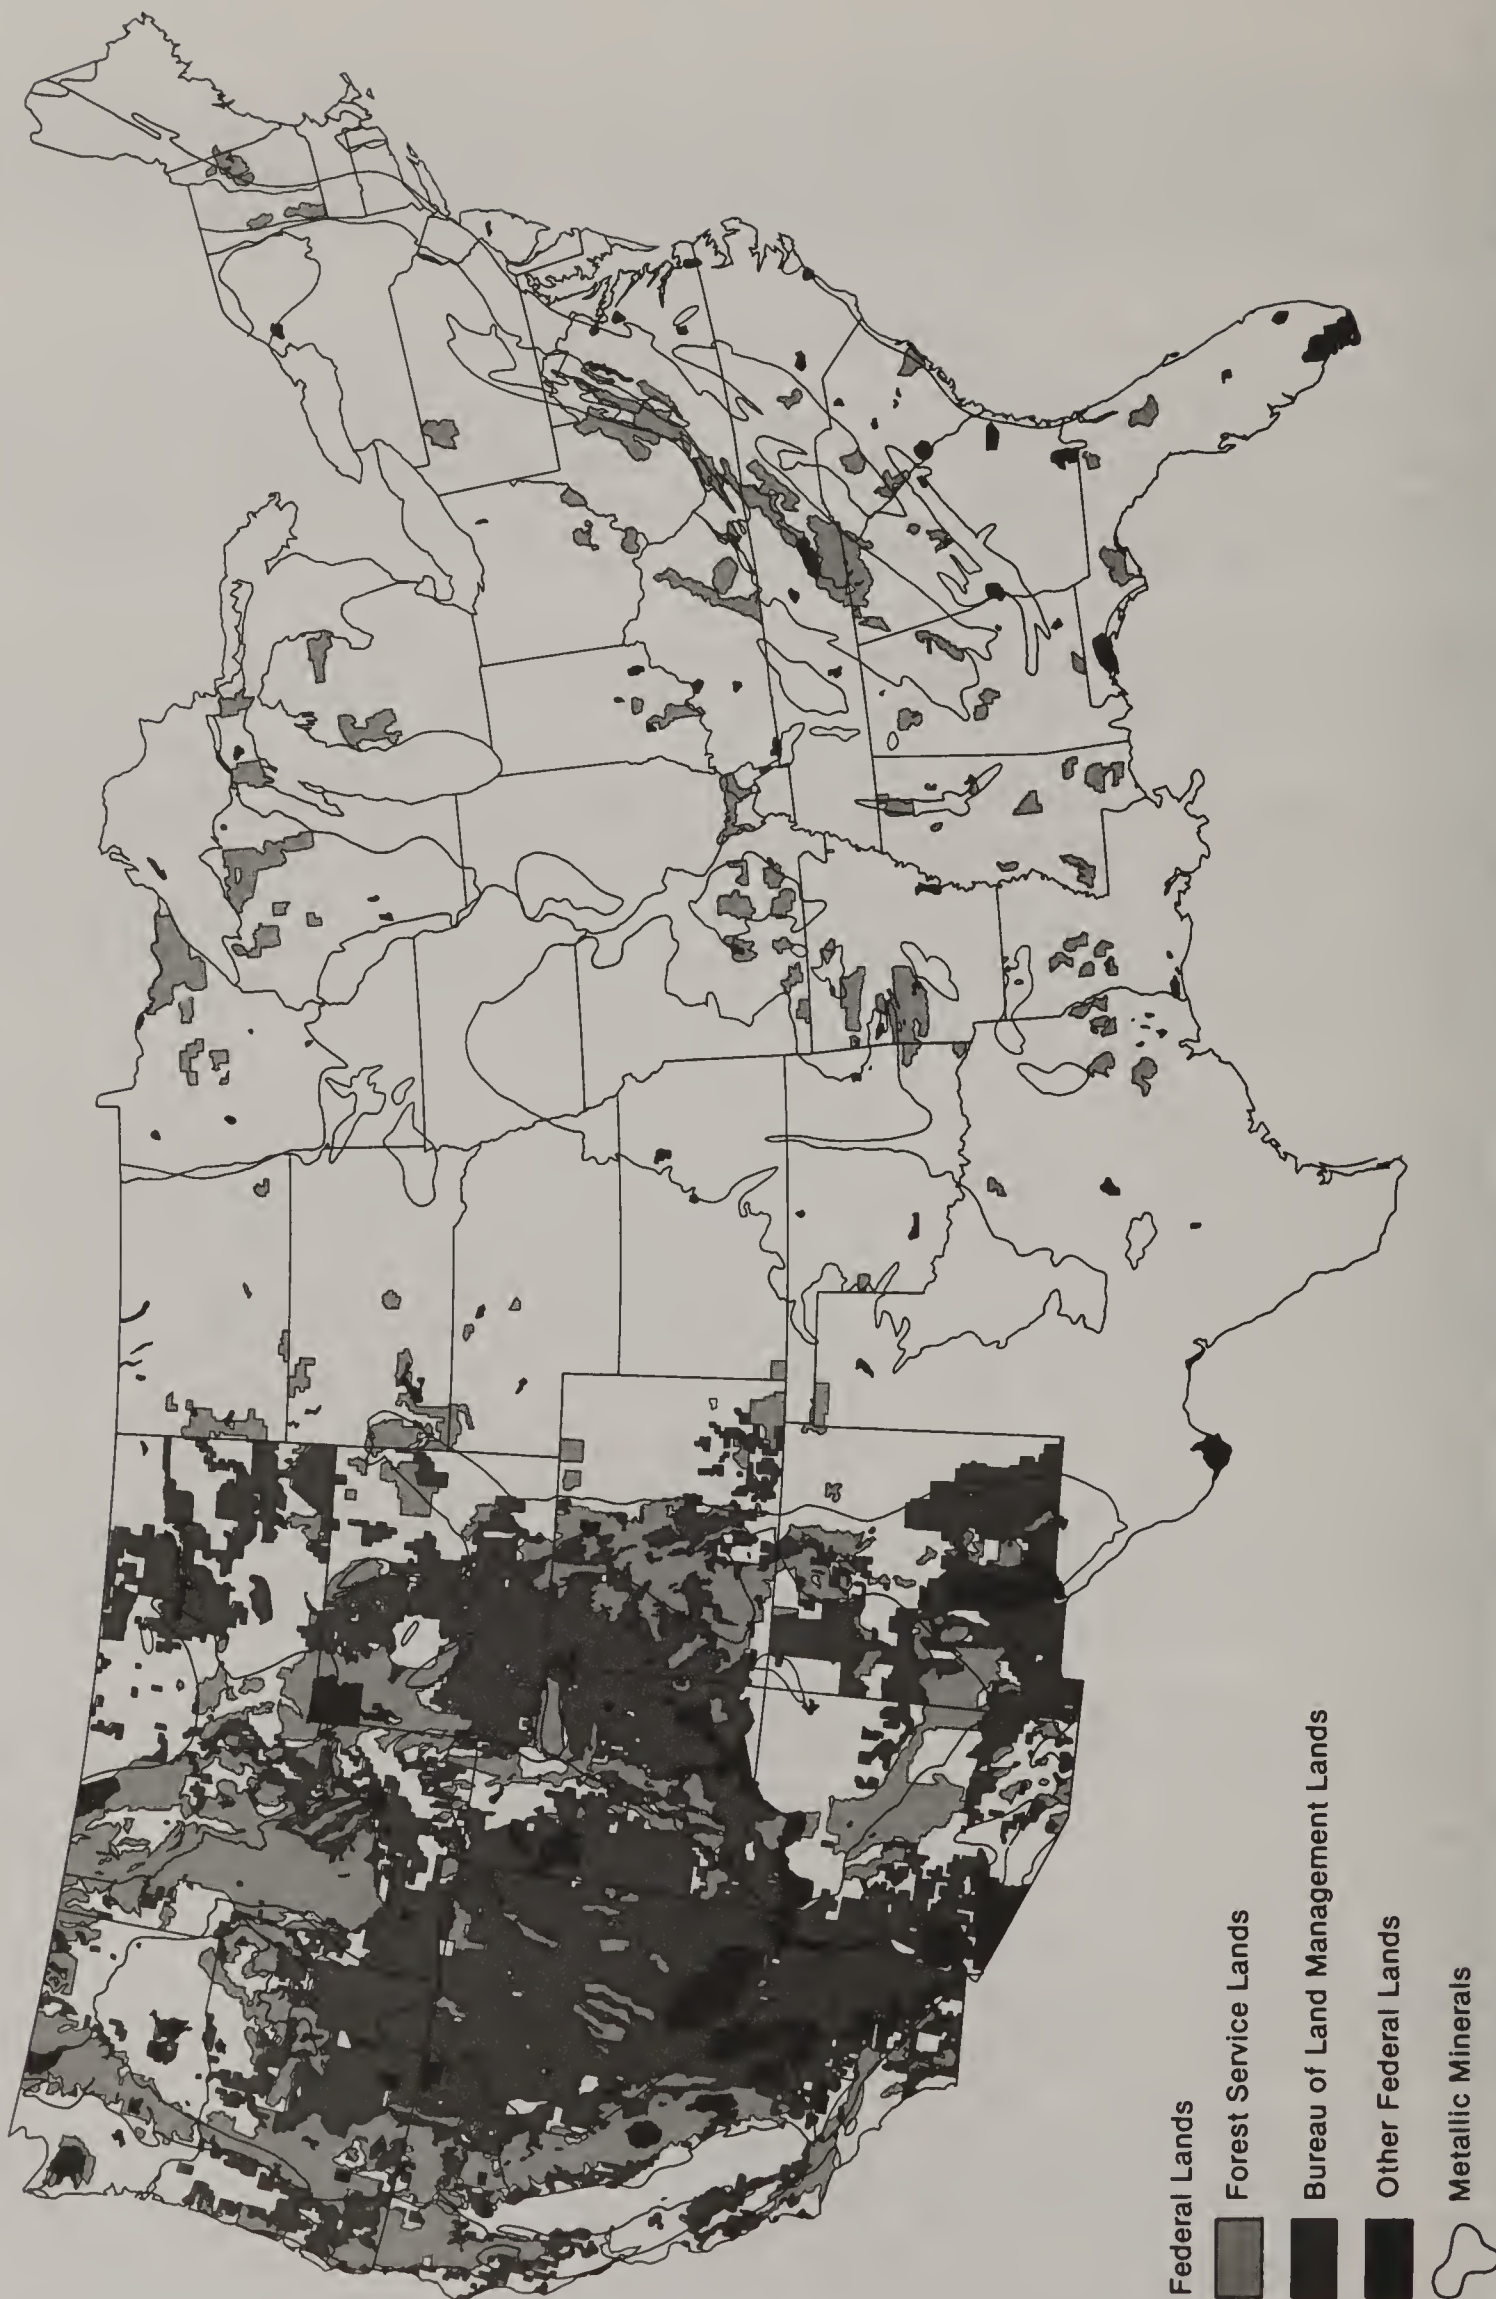 Federal Lands
Forest Service Lands
Bureau of Land Management Lands
Other Federal Lands
Metallic Minerals